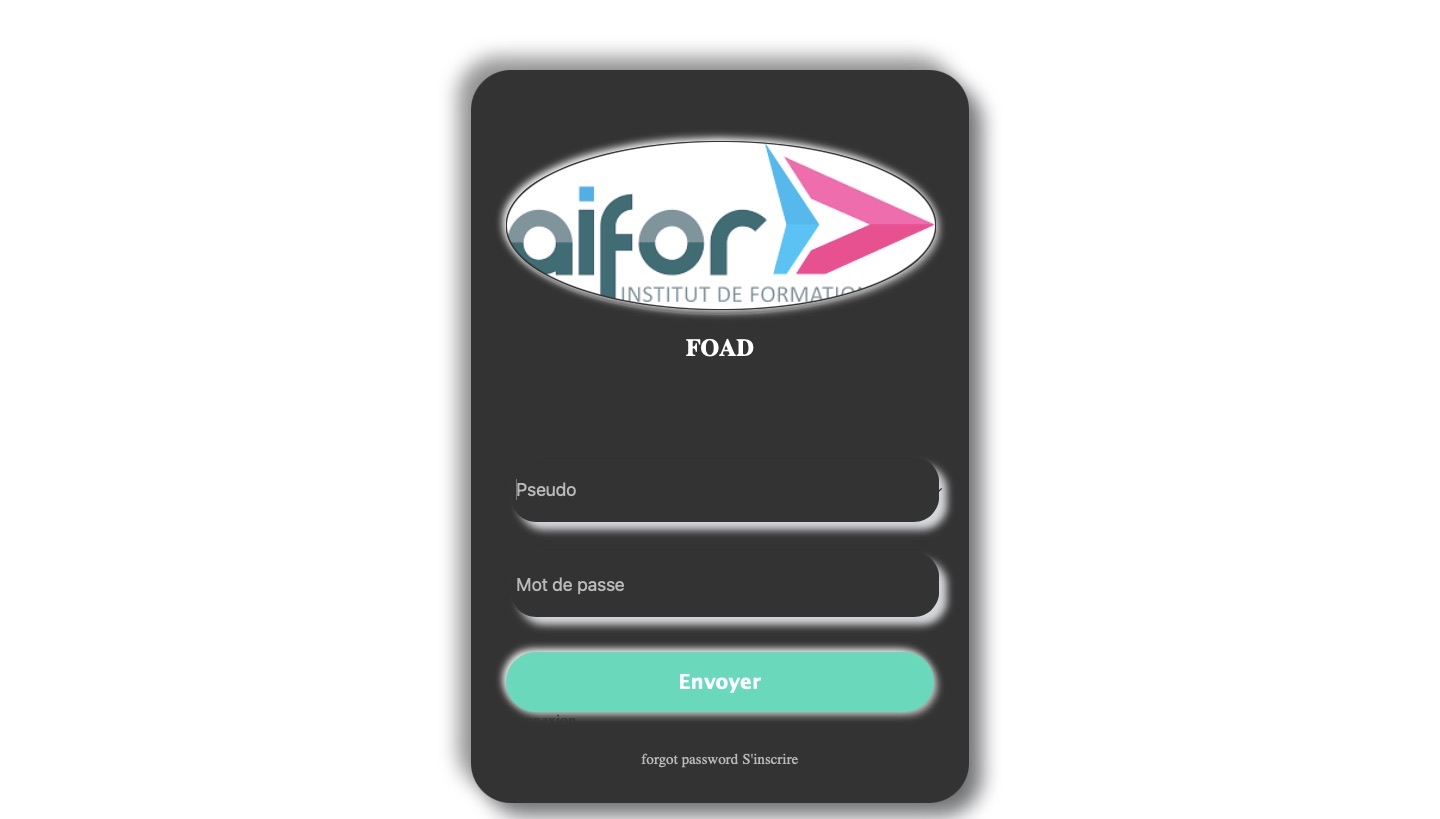 aifor
INSTITUT DE FORMATION
FOAD
Pseudo
Mot de passe
Envoyer
forgot password S'inscrire